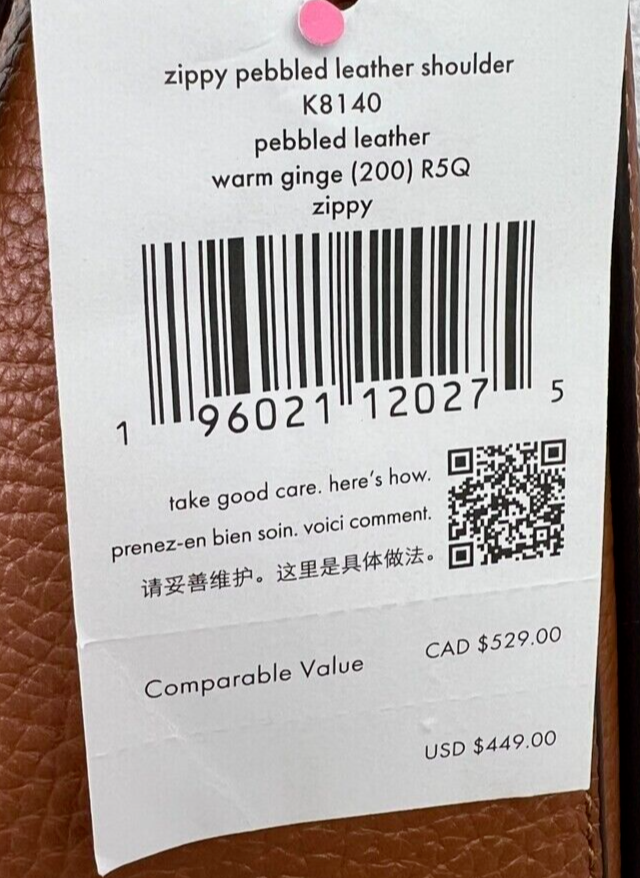 zippy pebbled leather shoulder
K8140
pebbled leather
warm ginge (200) R5Q
zippy
1 96021 12027 5
take good care. here's how.
prenez-en bien soin. voici comment.
请妥善维护。这里是具体做法。
Comparable Value CAD $529.00
USD $449.00